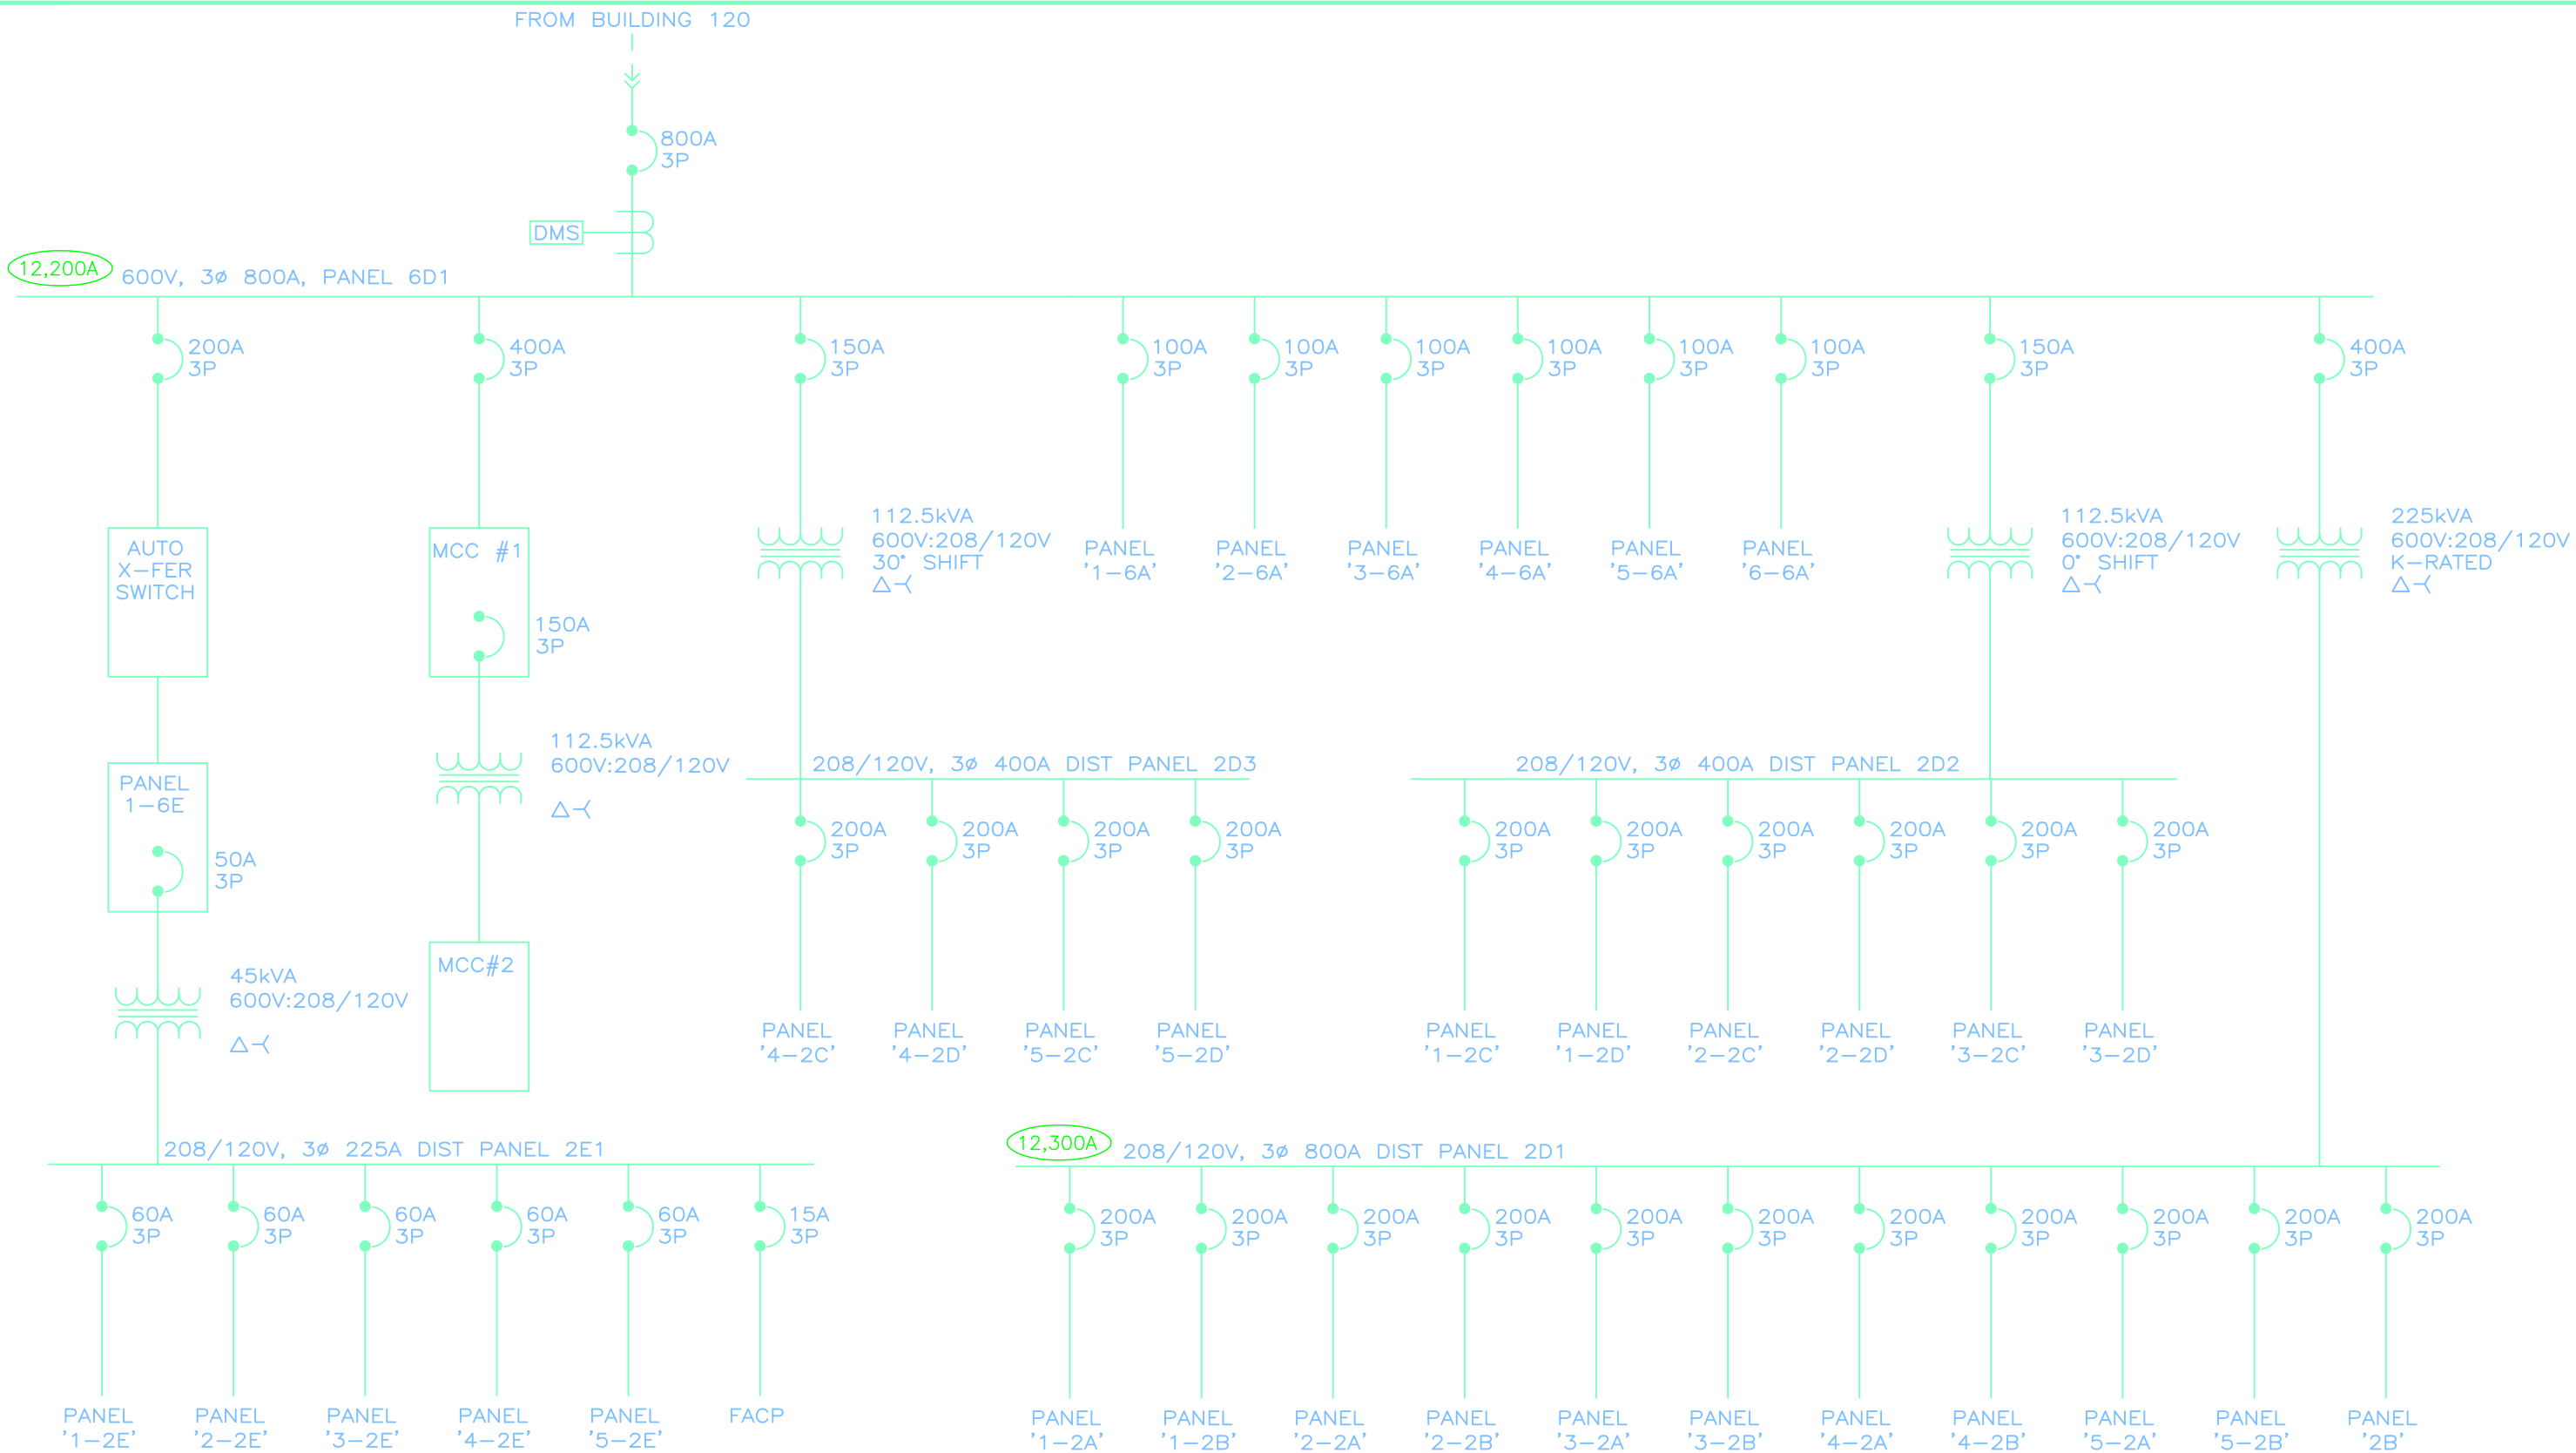 FROM BUILDING 120
800A
3P
DMS
12,200A
600V, 3ø 800A, PANEL 6D1
200A
3P
400A
3P
150A
3P
100A
3P
100A
3P
100A
3P
100A
3P
100A
3P
100A
3P
150A
3P
400A
3P
AUTO
X-FER
SWITCH
MCC #1
150A
3P
112.5kVA
600V:208/120V
30° SHIFT
PANEL
'1-6A'
PANEL
'2-6A'
PANEL
'3-6A'
PANEL
'4-6A'
PANEL
'5-6A'
PANEL
'6-6A'
112.5kVA
600V:208/120V
0° SHIFT
225kVA
600V:208/120V
K-RATED
112.5kVA
600V:208/120V
PANEL
1-6E
50A
3P
208/120V, 3ø 400A DIST PANEL 2D3
208/120V, 3ø 400A DIST PANEL 2D2
200A
3P
200A
3P
200A
3P
200A
3P
200A
3P
200A
3P
200A
3P
200A
3P
200A
3P
200A
3P
MCC#2
45kVA
600V:208/120V
PANEL
'4-2C'
PANEL
'4-2D'
PANEL
'5-2C'
PANEL
'5-2D'
PANEL
'1-2C'
PANEL
'1-2D'
PANEL
'2-2C'
PANEL
'2-2D'
PANEL
'3-2C'
PANEL
'3-2D'
208/120V, 3ø 225A DIST PANEL 2E1
12,300A
208/120V, 3ø 800A DIST PANEL 2D1
60A
3P
60A
3P
60A
3P
60A
3P
60A
3P
15A
3P
200A
3P
200A
3P
200A
3P
200A
3P
200A
3P
200A
3P
200A
3P
200A
3P
200A
3P
200A
3P
200A
3P
PANEL
'1-2E'
PANEL
'2-2E'
PANEL
'3-2E'
PANEL
'4-2E'
PANEL
'5-2E'
FACP
PANEL
'1-2A'
PANEL
'1-2B'
PANEL
'2-2A'
PANEL
'2-2B'
PANEL
'3-2A'
PANEL
'3-2B'
PANEL
'4-2A'
PANEL
'4-2B'
PANEL
'5-2A'
PANEL
'5-2B'
PANEL
'2B'